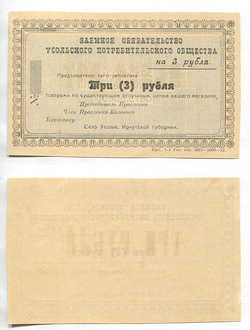 ЗАЕМНОЕ ОБЯЗАТЕЛЬСТВО
УСОЛЬСКОГО ПОТРЕБИТЕЛЬСКОГО ОБЩЕСТВА
на 3 рубля.
Предъявителю сего уплатите
Три (3) рубля
товарами по существующим отпускным ценам нашего магазина.
Председатель Правления
Член Правления-Казначей
Бухгалтер
Село Усолье, Иркутской губернии.